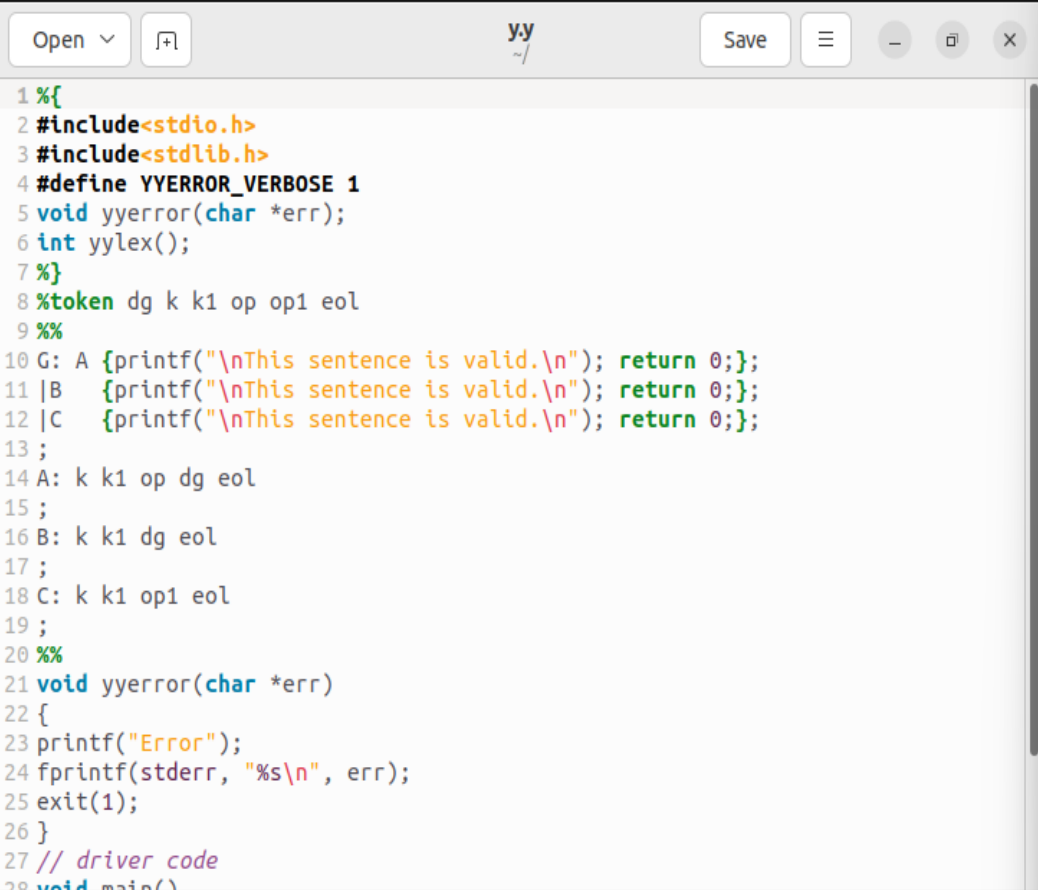 Open
y.y
~/
Save
1 %{
2 #include<stdio.h>
3 #include<stdlib.h>
4 #define YYERROR_VERBOSE 1
5 void yyerror(char *err);
6 int yylex();
7 %}
8 %token dg k k1 op op1 eol
9 %%
10 G: A {printf("\nThis sentence is valid.\n"); return 0;};
11 |B   {printf("\nThis sentence is valid.\n"); return 0;};
12 |C   {printf("\nThis sentence is valid.\n"); return 0;};
13 ;
14 A: k k1 op dg eol
15 ;
16 B: k k1 dg eol
17 ;
18 C: k k1 op1 eol
19 ;
20 %%
21 void yyerror(char *err)
22 {
23 printf("Error");
24 fprintf(stderr, "%s\n", err);
25 exit(1);
26 }
27 // driver code
28 void main()